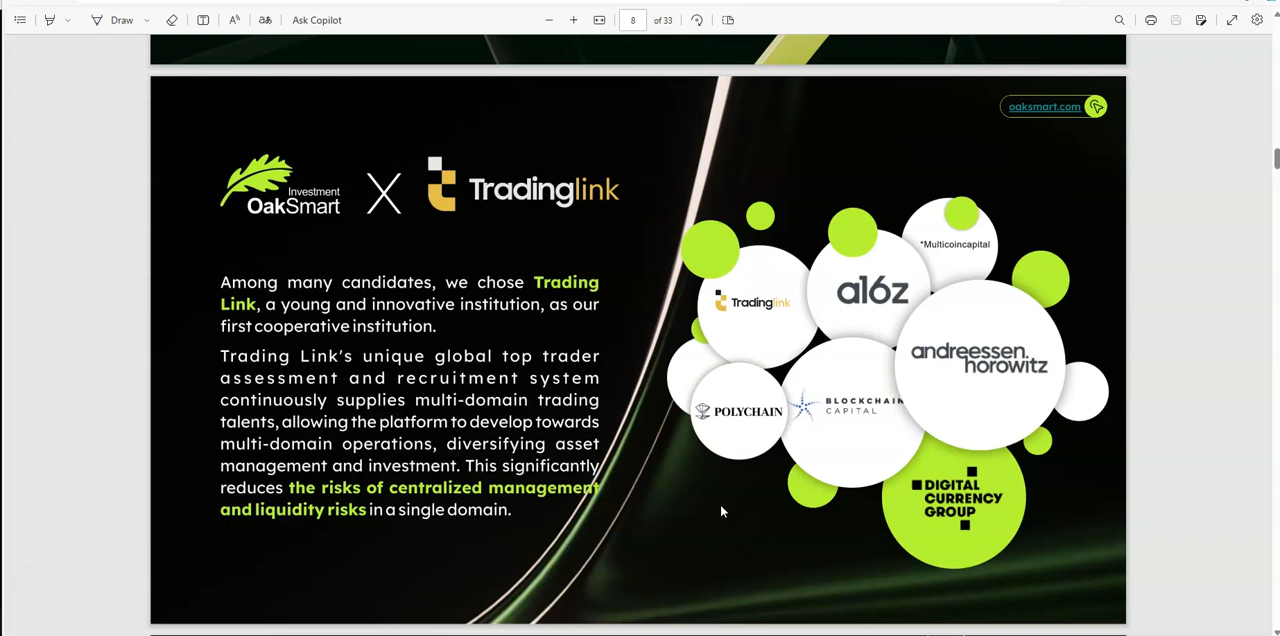 Draw
Ask Copilot
8 of 33
oaksmart.com
Investment
OakSmart
X
Tradinglink
Among many candidates, we chose Trading
Link, a young and innovative institution, as our
first cooperative institution.
Trading Link's unique global top trader
assessment and recruitment system
continuously supplies multi-domain trading
talents, allowing the platform to develop towards
multi-domain operations, diversifying asset
management and investment. This significantly
reduces the risks of centralized management
and liquidity risks in a single domain.
*Multicoincapital
a16z
Tradinglink
andreessen.
horowitz
POLYCHAIN
BLOCKCHAIN
CAPITAL
DIGITAL
CURRENCY
GROUP